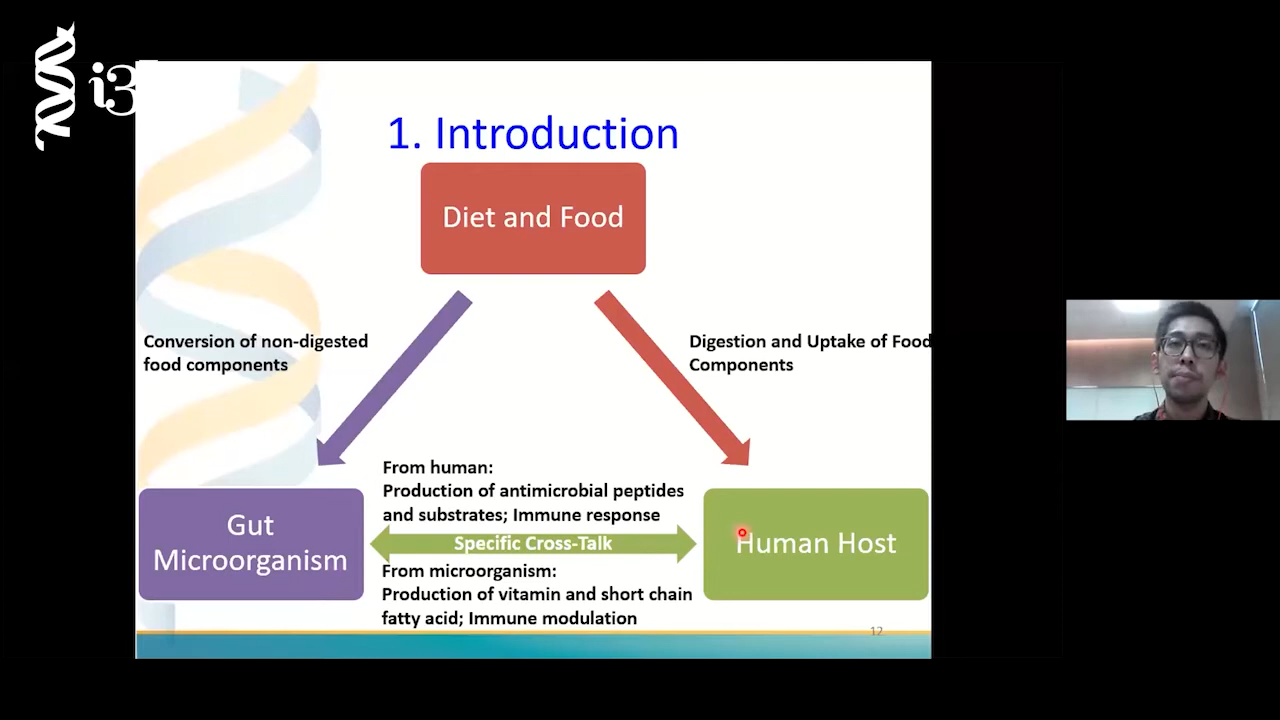 i3
1. Introduction
Diet and Food
Conversion of non-digested
food components
Digestion and Uptake of Food
Components
From human:
Production of antimicrobial peptides
and substrates; Immune response
Gut
Microorganism
Specific Cross-Talk
Human Host
From microorganism:
Production of vitamin and short chain
fatty acid; Immune modulation
12